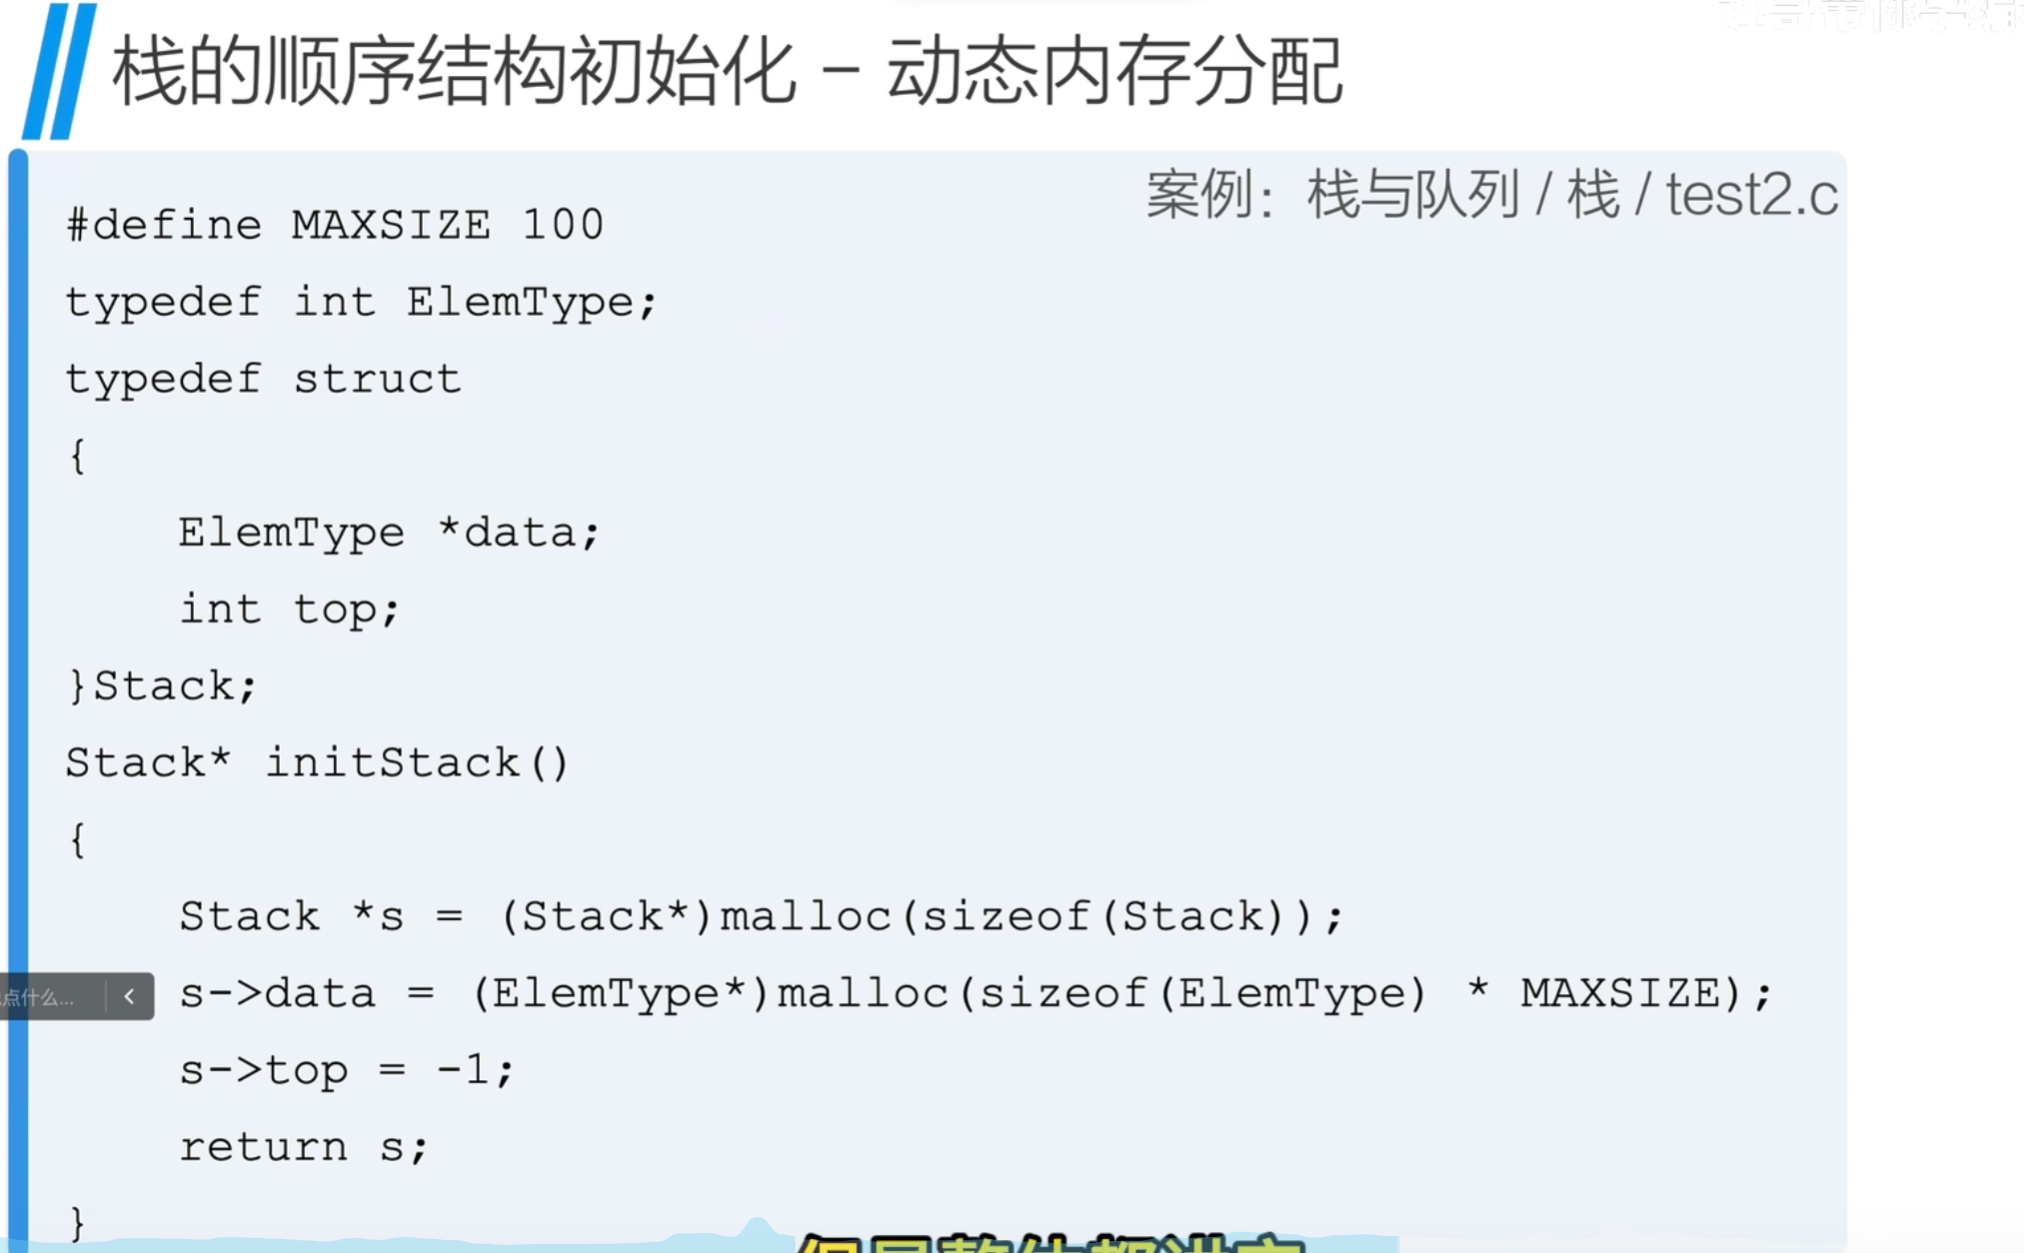 栈的顺序结构初始化 - 动态内存分配
案例：栈与队列 / 栈 / test2.c
#define MAXSIZE 100
typedef int ElemType;
typedef struct
{
ElemType *data;
int top;
}Stack;
Stack* initStack()
{
Stack *s = (Stack*)malloc(sizeof(Stack));
点什么...
s->data = (ElemType*)malloc(sizeof(ElemType) * MAXSIZE);
s->top = -1;
return s;
}